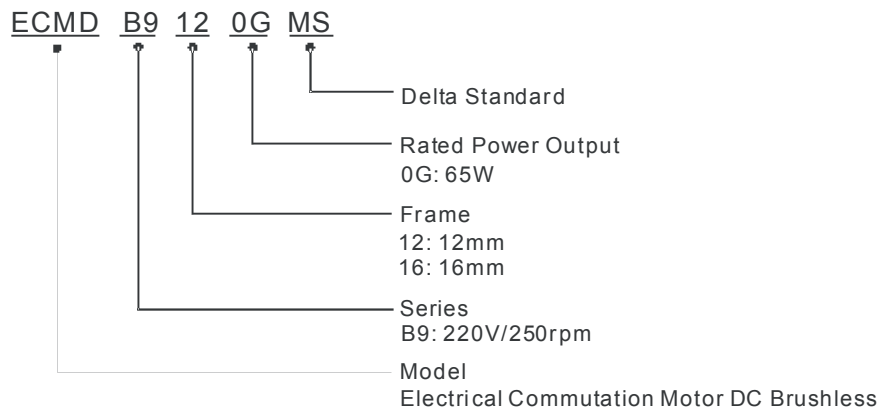 ECMD B9 12 0G MS
Delta Standard
Rated Power Output
0G: 65W
Frame
12: 12mm
16: 16mm
Series
B9: 220V/250rpm
Model
Electrical Commutation Motor DC Brushless